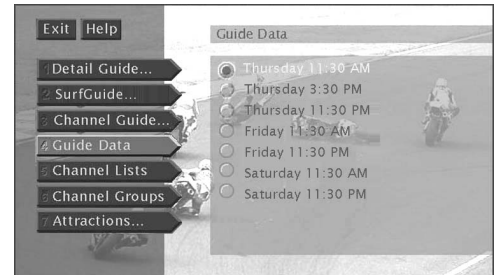 Exit Help
Guide Data
1 Detail Guide...
2 SurfGuide...
3 Channel Guide...
4 Guide Data
5 Channel Lists
6 Channel Groups
7 Attractions...
Thursday 11:30 AM
Thursday 3:30 PM
Thursday 11:30 PM
Friday 11:30 AM
Friday 11:30 PM
Saturday 11:30 AM
Saturday 11:30 PM